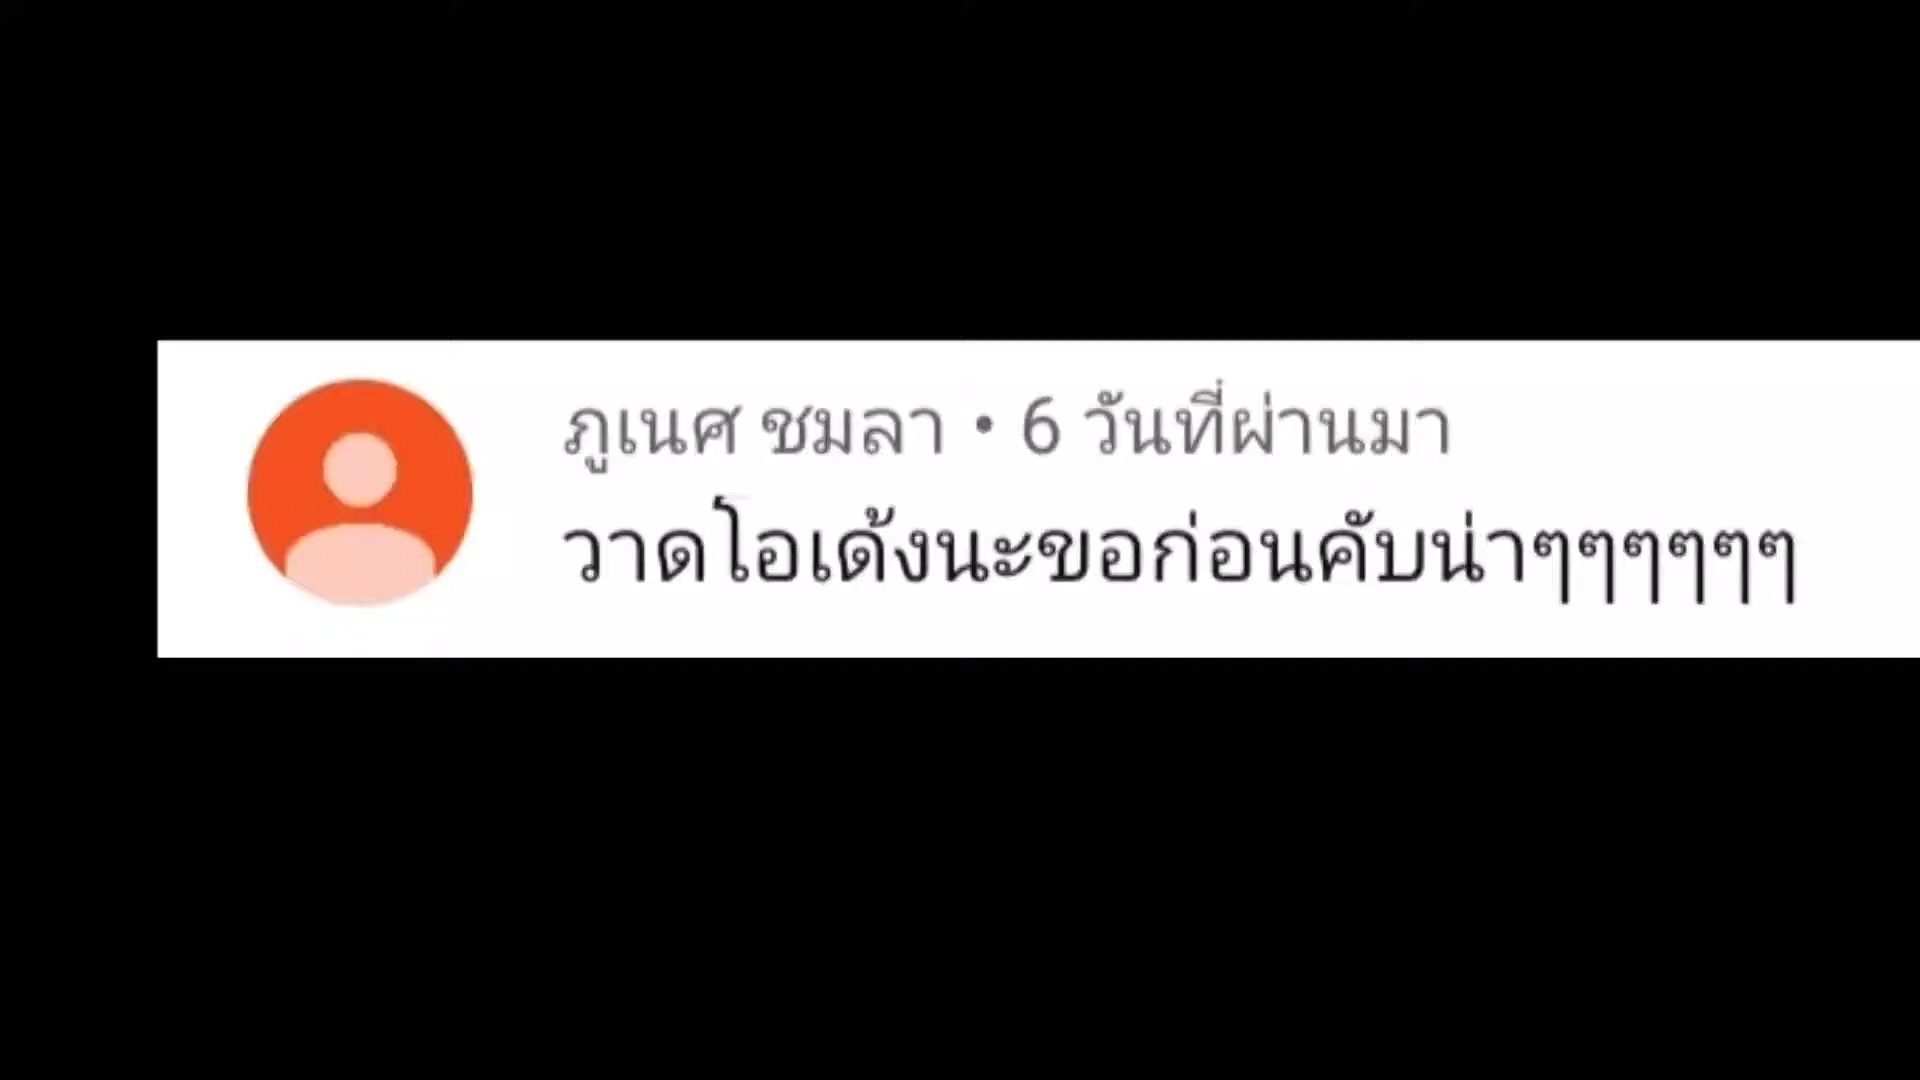 ภูเนศ ชมลา • 6 วันที่ผ่านมา
วาดโอเด้งนะขอก่อนคับน่าๆๆๆๆๆๆ